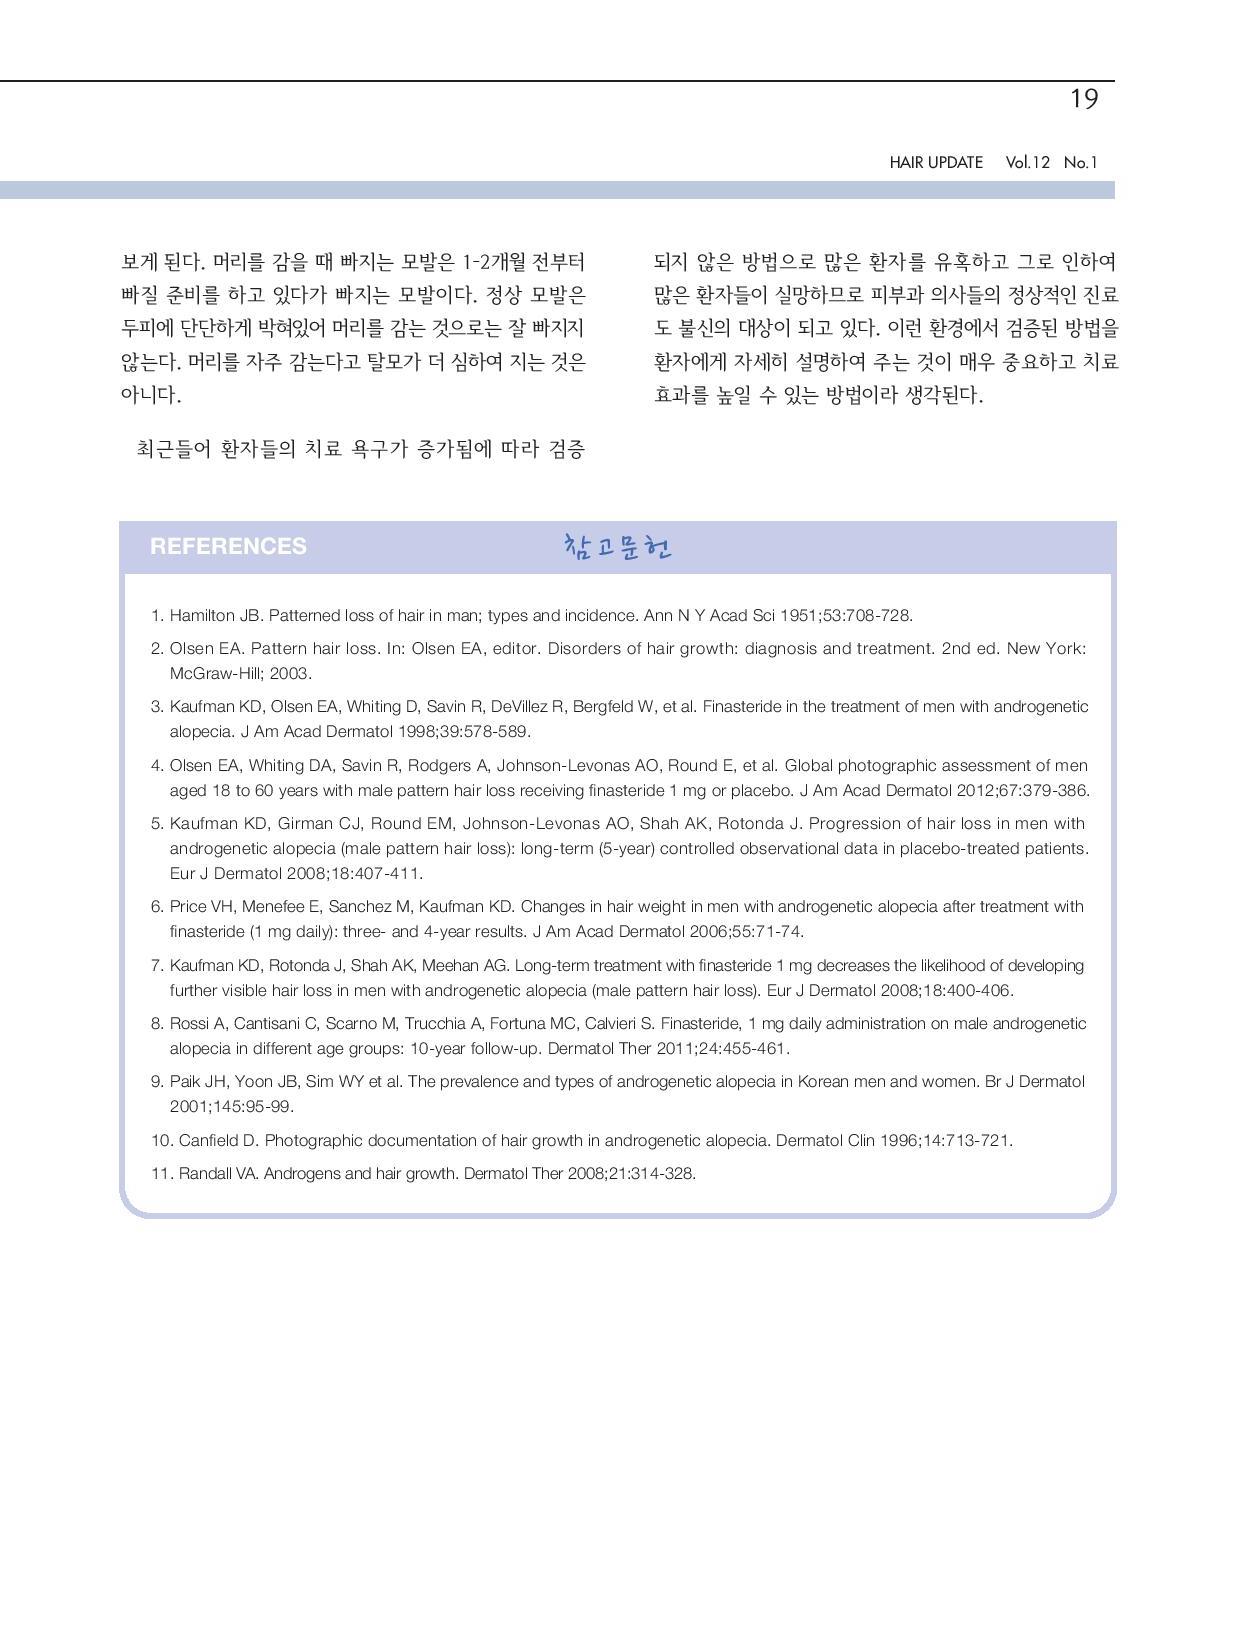 19
HAIR UPDATE Vol.12 No.1
보게 된다. 머리를 감을 때 빠지는 모발은 1-2개월 전부터
빠질 준비를 하고 있다가 빠지는 모발이다. 정상 모발은
두피에 단단하게 박혀있어 머리를 감는 것으로는 잘 빠지지
않는다. 머리를 자주 감는다고 탈모가 더 심하여 지는 것은
아니다.
최근들어 환자들의 치료 욕구가 증가됨에 따라 검증
되지 않은 방법으로 많은 환자를 유혹하고 그로 인하여
많은 환자들이 실망하므로 피부과 의사들의 정상적인 진료
도 불신의 대상이 되고 있다. 이런 환경에서 검증된 방법을
환자에게 자세히 설명하여 주는 것이 매우 중요하고 치료
효과를 높일 수 있는 방법이라 생각된다.
REFERENCES 참고문헌
1. Hamilton JB. Patterned loss of hair in man; types and incidence. Ann N Y Acad Sci 1951;53:708-728.
2. Olsen EA. Pattern hair loss. In: Olsen EA, editor. Disorders of hair growth: diagnosis and treatment. 2nd ed. New York:
McGraw-Hill; 2003.
3. Kaufman KD, Olsen EA, Whiting D, Savin R, DeVillez R, Bergfeld W, et al. Finasteride in the treatment of men with androgenetic
alopecia. J Am Acad Dermatol 1998;39:578-589.
4. Olsen EA, Whiting DA, Savin R, Rodgers A, Johnson-Levonas AO, Round E, et al. Global photographic assessment of men
aged 18 to 60 years with male pattern hair loss receiving finasteride 1 mg or placebo. J Am Acad Dermatol 2012;67:379-386.
5. Kaufman KD, Girman CJ, Round EM, Johnson-Levonas AO, Shah AK, Rotonda J. Progression of hair loss in men with
androgenetic alopecia (male pattern hair loss): long-term (5-year) controlled observational data in placebo-treated patients.
Eur J Dermatol 2008;18:407-411.
6. Price VH, Menefee E, Sanchez M, Kaufman KD. Changes in hair weight in men with androgenetic alopecia after treatment with
finasteride (1 mg daily): three- and 4-year results. J Am Acad Dermatol 2006;55:71-74.
7. Kaufman KD, Rotonda J, Shah AK, Meehan AG. Long-term treatment with finasteride 1 mg decreases the likelihood of developing
further visible hair loss in men with androgenetic alopecia (male pattern hair loss). Eur J Dermatol 2008;18:400-406.
8. Rossi A, Cantisani C, Scarno M, Trucchia A, Fortuna MC, Calvieri S. Finasteride, 1 mg daily administration on male androgenetic
alopecia in different age groups: 10-year follow-up. Dermatol Ther 2011;24:455-461.
9. Paik JH, Yoon JB, Sim WY et al. The prevalence and types of androgenetic alopecia in Korean men and women. Br J Dermatol
2001;145:95-99.
10. Canfield D. Photographic documentation of hair growth in androgenetic alopecia. Dermatol Clin 1996;14:713-721.
11. Randall VA. Androgens and hair growth. Dermatol Ther 2008;21:314-328.